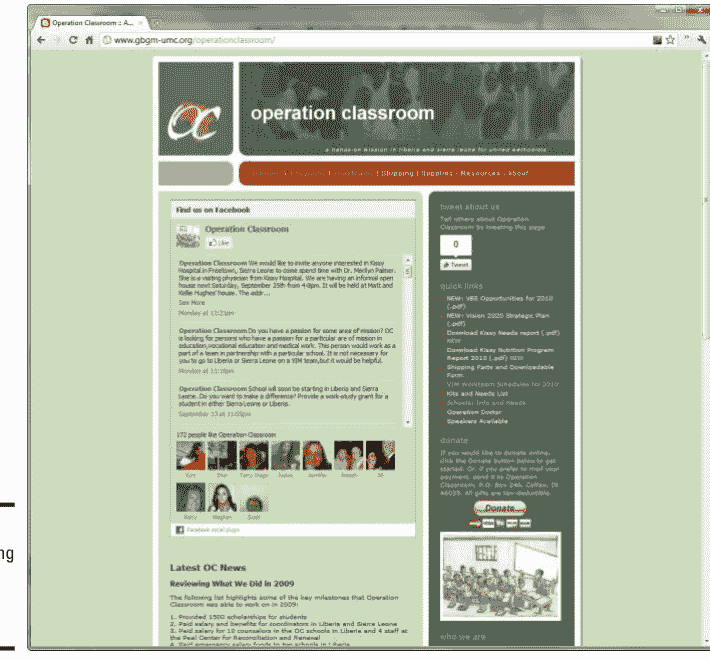 Operation Classroom :: A...
www.gbgm-umc.org/operationclassroom/
OC
operation classroom
a hands-on mission in liberia and sierra leone for united methodists
| Shipping | Supplies - Resources - About
Find us on Facebook
Operation Classroom
Like
Operation Classroom We would like to invite anyone interested in Kissy
Hospital in Freetown, Sierra Leone to come spend time with Dr. Merilyn Palmer.
She is a visiting physician from Kissy Hospital. We are having an informal open
house next Saturday, September 25th from 4-8pm. It will be held at Matt and
Kellie Hughes' house. The addr...
See More
Monday at 11:21pm
Operation Classroom Do you have a passion for some area of mission? OC
is looking for persons who have a passion for a particular are of mission in
education,vocational education and medical work. This person would work as a
part of a team in partnership with a particular school. It is not necessary for
you to go to Liberia or Sierra Leone on a VIM team,but it would be helpful.
Monday at 11:18pm
Operation Classroom School will soon be starting in Liberia and Sierra
Leone. Do you want to make a difference? Provide a work-study grant for a
student in either Sierra Leone or Liberia.
September 13 at 11:55pm
172 people like Operation Classroom
Facebook social plugin
Latest OC News
Reviewing What We Did in 2009
The following list highlights some of the key milestones that Operation
Classroom was able to work on in 2009:
1. Provided 1500 scholarships for students
2. Paid salary and benefits for coordinators in Liberia and Sierra Leone
3. Paid salary for 10 counselors in the OC schools in Liberia and 4 staff at
the Peal Center for Reconciliation and Renewal
4. Paid emergency salary funds to ten schools in Liberia
tweet about us
Tell others about Operation
Classroom by tweeting this page
0
Tweet
quick links
NEW: VBS Opportunities for 2010
(.pdf)
NEW: Vision 2020 Strategic Plan
(.pdf)
Download Kissy Needs report (.pdf)
NEW
Download Kissy Nutrition Program
Report 2010 (.pdf) NEW
Shipping Facts and Downloadable
Form
VIM Workteam Schedules for 2010
Kits and Needs List
Schools: Info and Needs
Operation Doctor
Speakers Available
donate
If you would like to donate online,
click the Donate button below to get
started. Or, if you prefer to mail your
payment, send it to Operation
Classroom, P.O. Box 246, Colfax, IN
46035. All gifts are tax-deductible.
Donate
who we are
ng